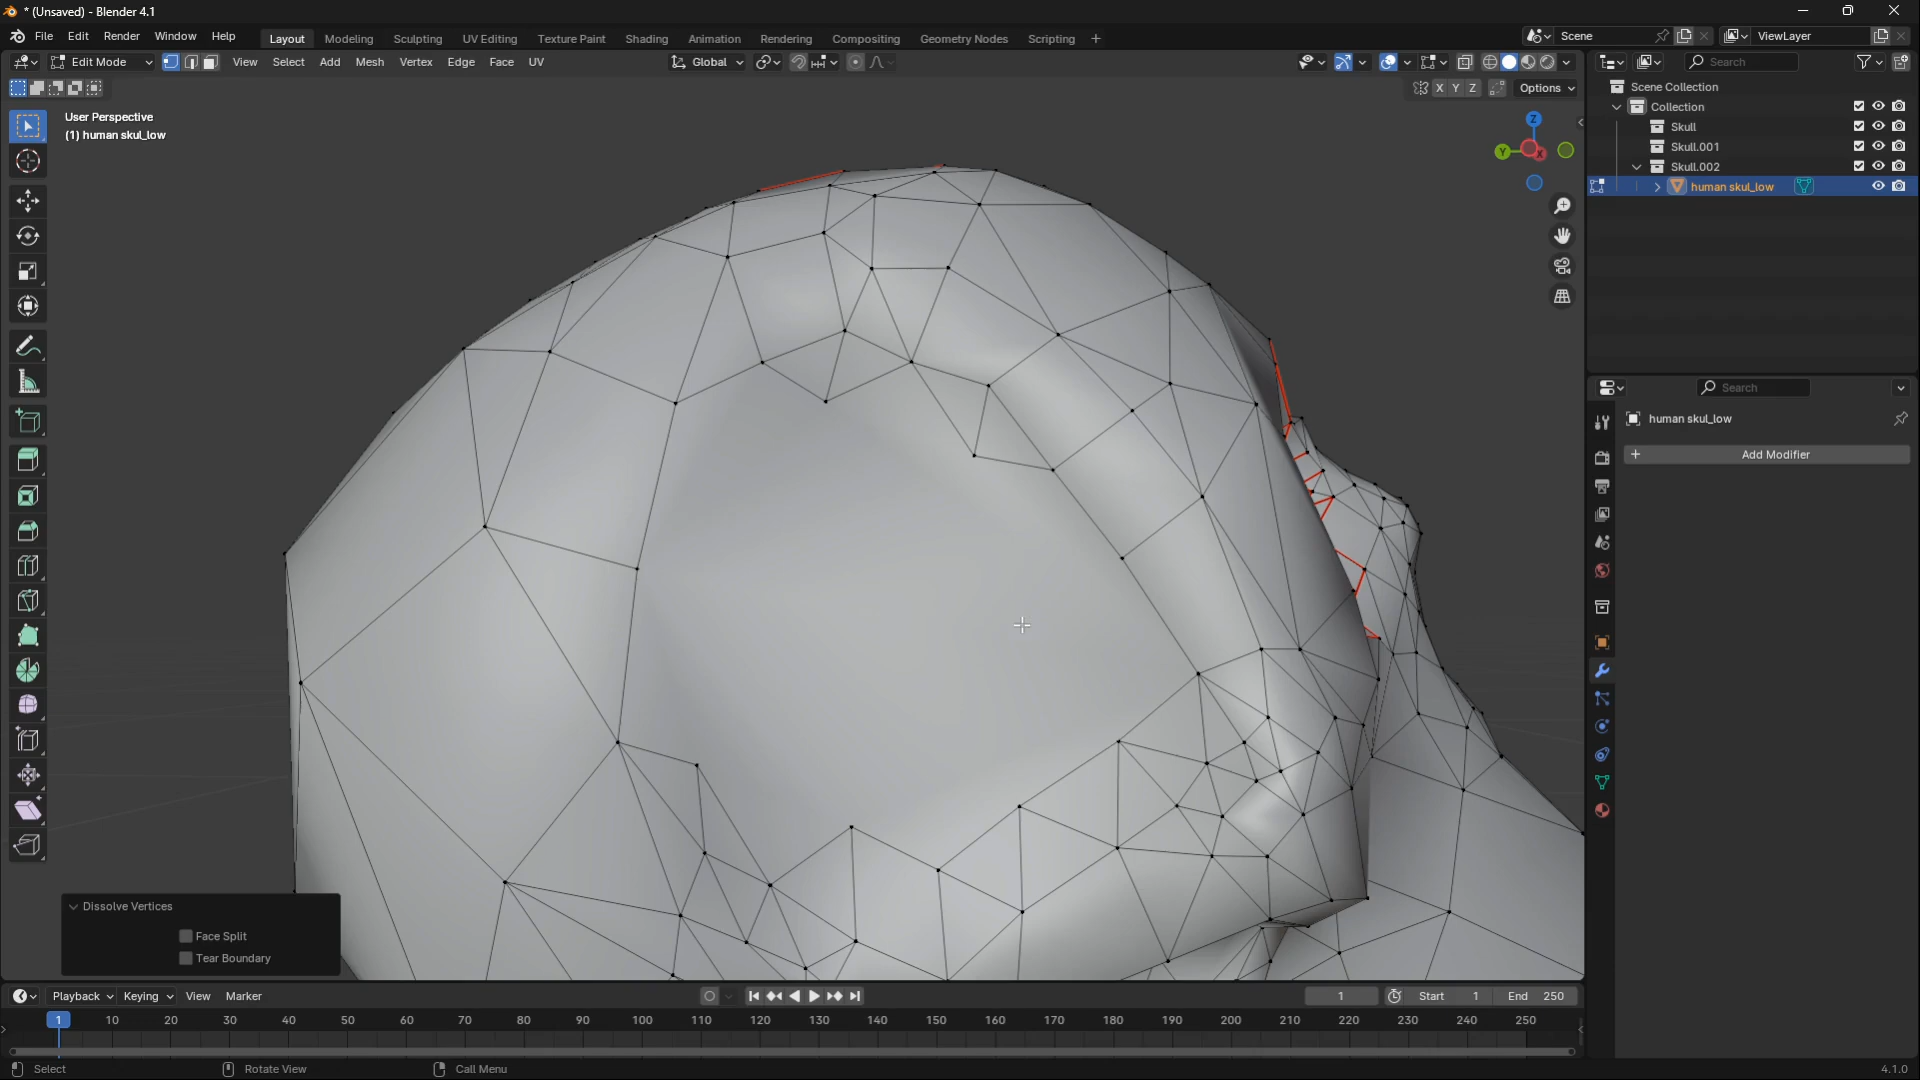 * (Unsaved) - Blender 4.1
File Edit Render Window Help
Layout Modeling Sculpting UV Editing Texture Paint Shading Animation Rendering Compositing Geometry Nodes Scripting +
Scene
ViewLayer
Edit Mode
View Select Add Mesh Vertex Edge Face UV
Global
Search
X Y Z
Options
User Perspective
(1) human skul_low
Z
Y
X
Scene Collection
Collection
Skull
Skull.001
Skull.002
human skul_low
Search
human skul_low
+ Add Modifier
Dissolve Vertices
Face Split
Tear Boundary
Playback Keying View Marker
1
Start 1
End 250
1 10 20 30 40 50 60 70 80 90 100 110 120 130 140 150 160 170 180 190 200 210 220 230 240 250
Select
Rotate View
Call Menu
4.1.0